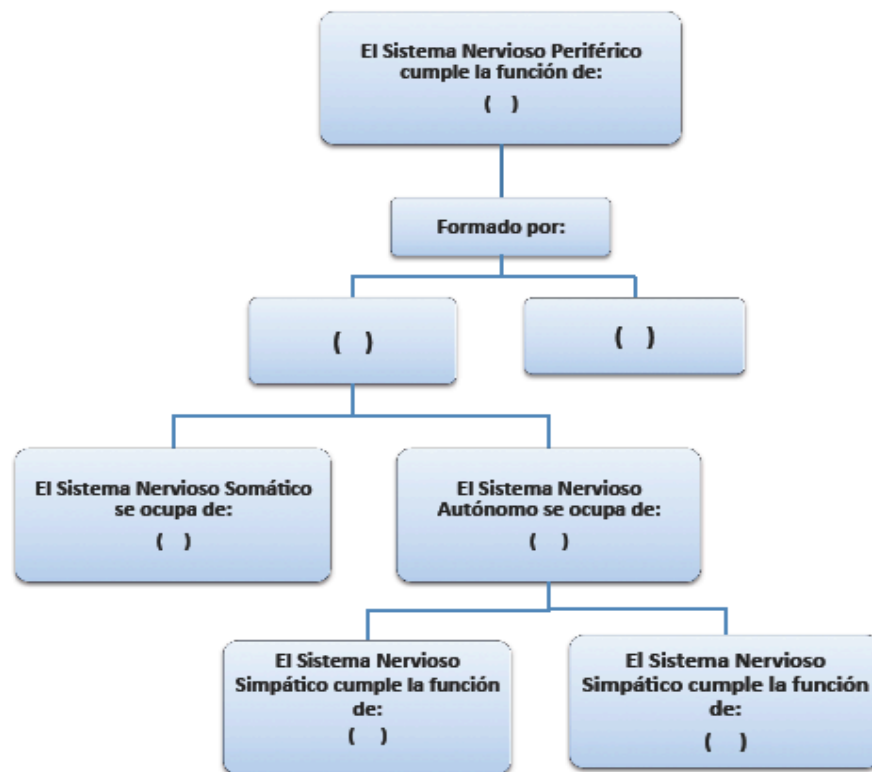 El Sistema Nervioso Periférico
cumple la función de:
( )
Formado por:
( )
( )
El Sistema Nervioso Somático
se ocupa de:
( )
El Sistema Nervioso
Autónomo se ocupa de:
( )
El Sistema Nervioso
Simpático cumple la función
de:
( )
El Sistema Nervioso
Simpático cumple la función
de:
( )